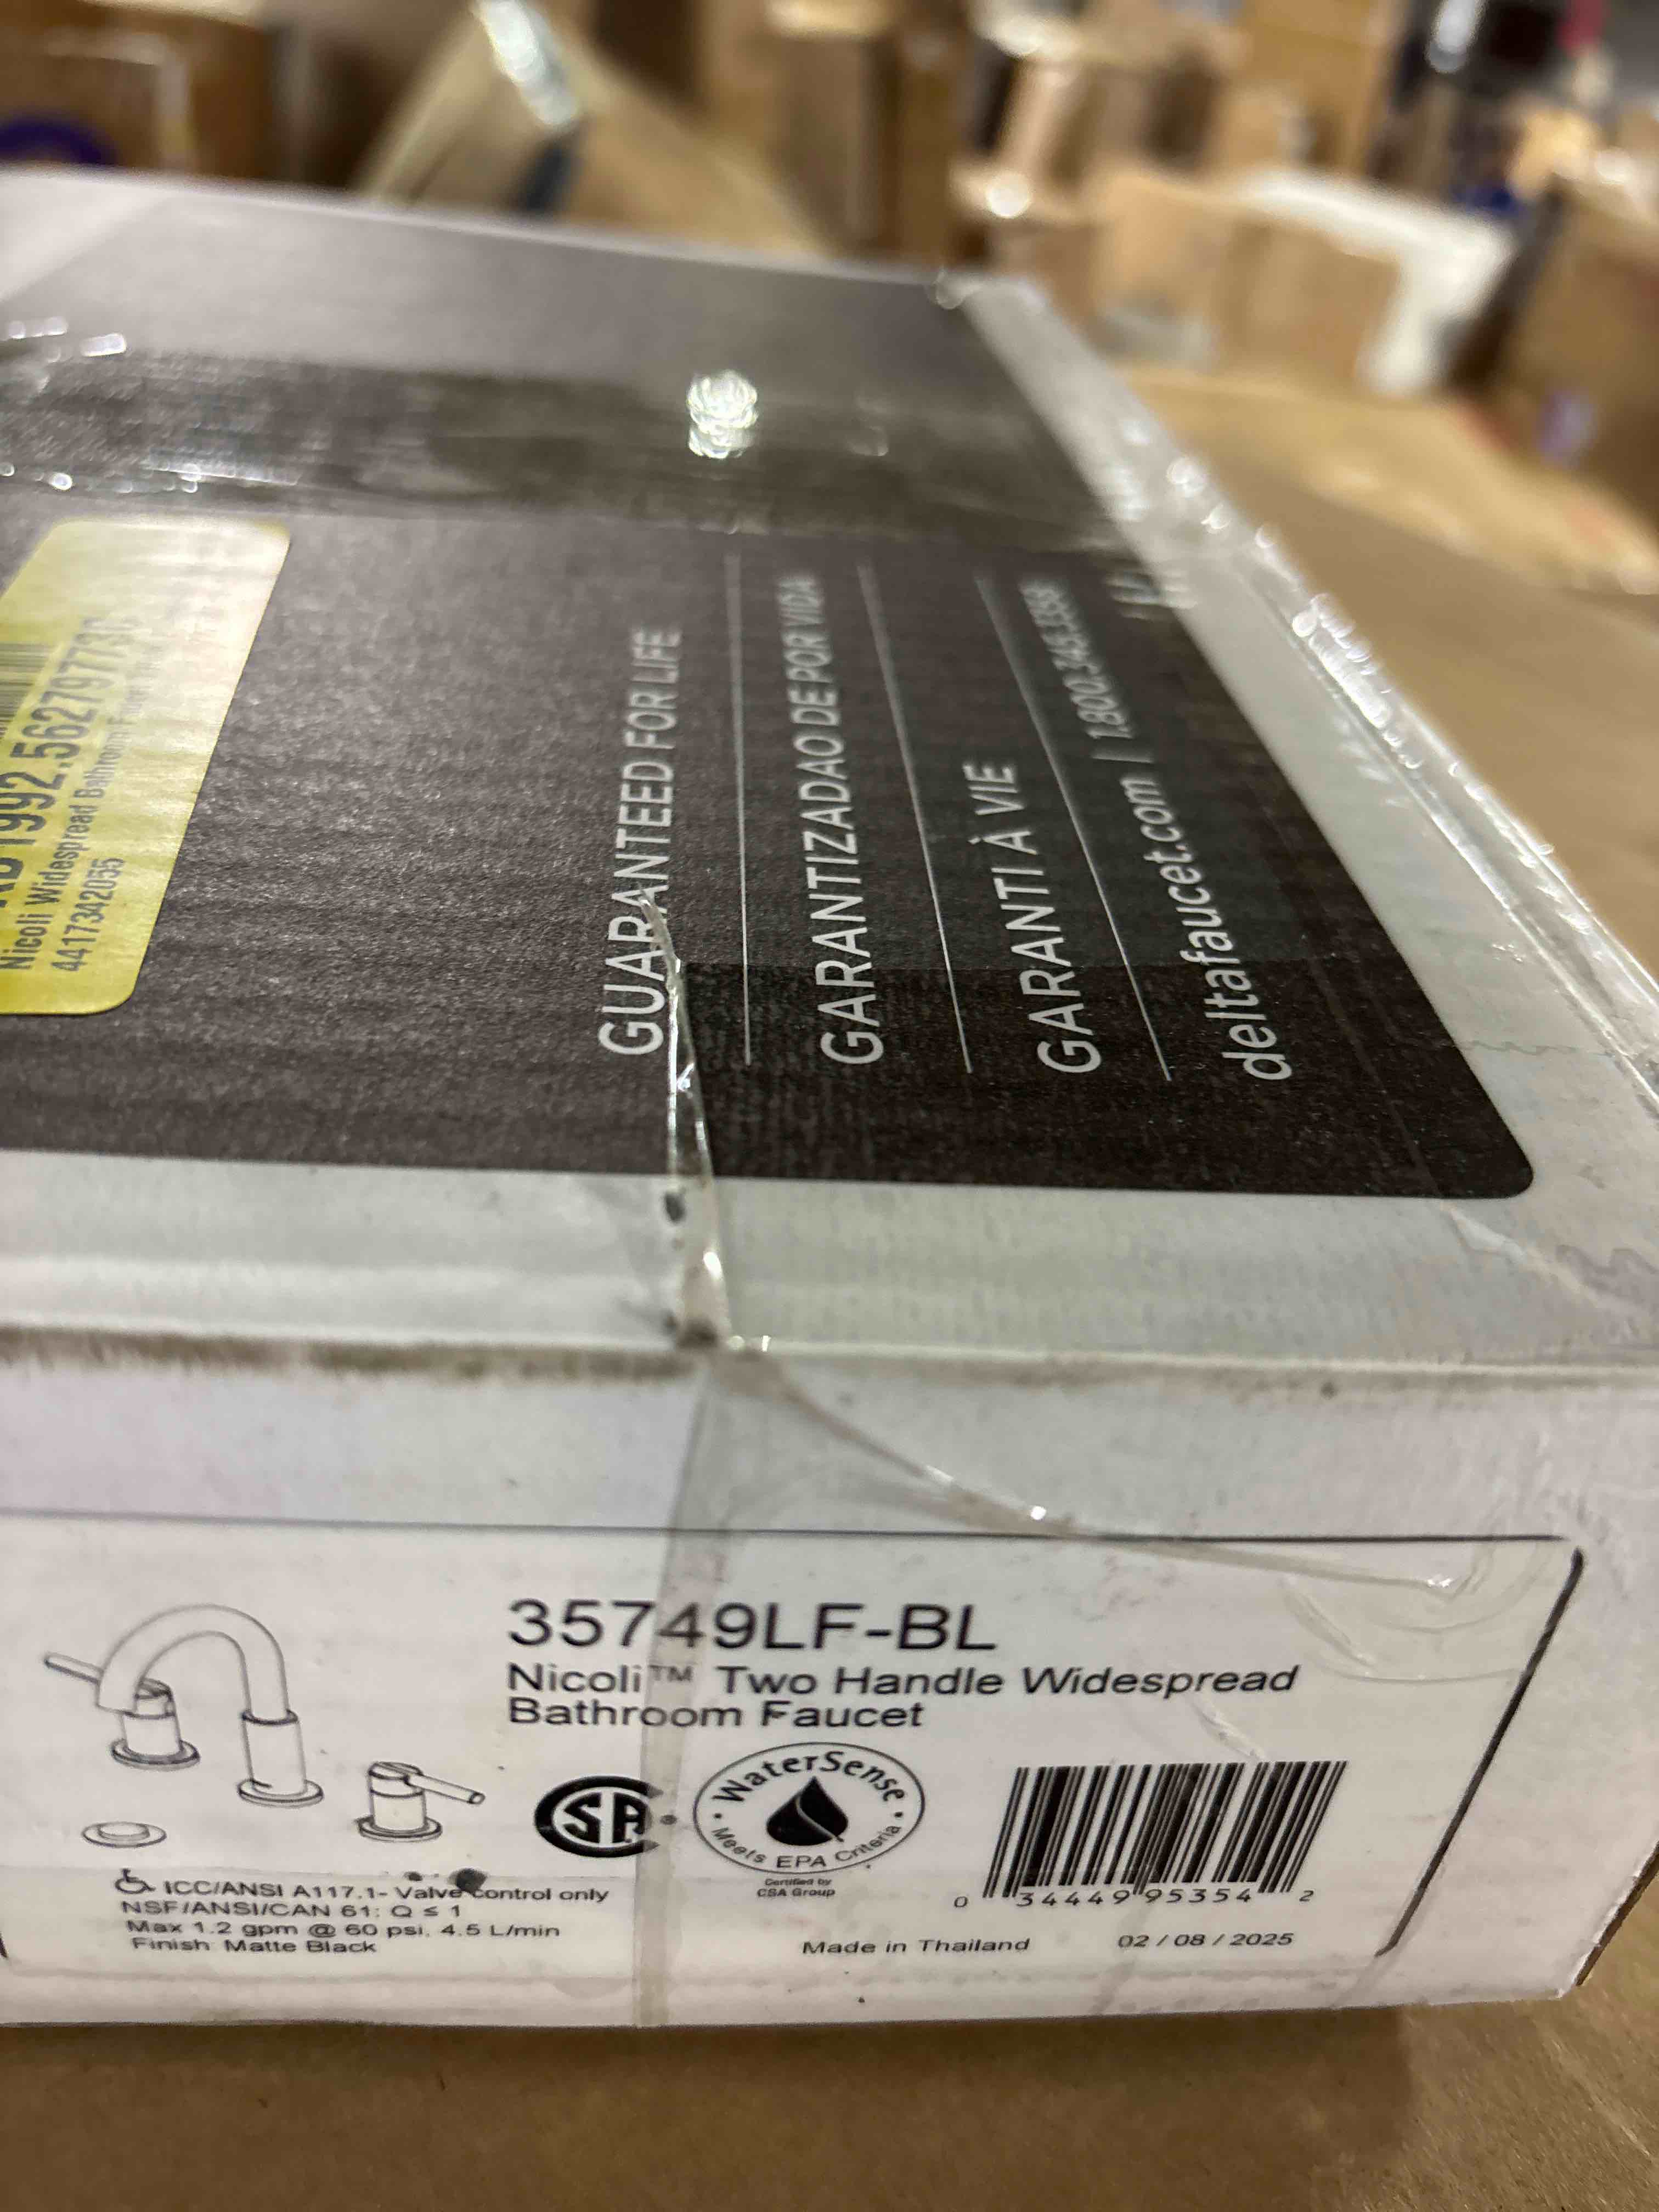 1992.56279773
Nicoli Widespread Bathroom
4417342055
GUARANTEED FOR LIFE
GARANTIZADAO DE POR VIDA
GARANTI À VIE
deltafaucet.com | 1.800.345.3358
35749LF-BL
Nicoli™ Two Handle Widespread
Bathroom Faucet
SA
WaterSense
Meets EPA Criteria
Certified by
CSA Group
0 34449 95354 2
ICC/ANSI A117.1- Valve control only
NSF/ANSI/CAN 61: Q ≤ 1
Max 1.2 gpm @ 60 psi, 4.5 L/min
Finish: Matte Black
Made in Thailand
02 / 08 / 2025